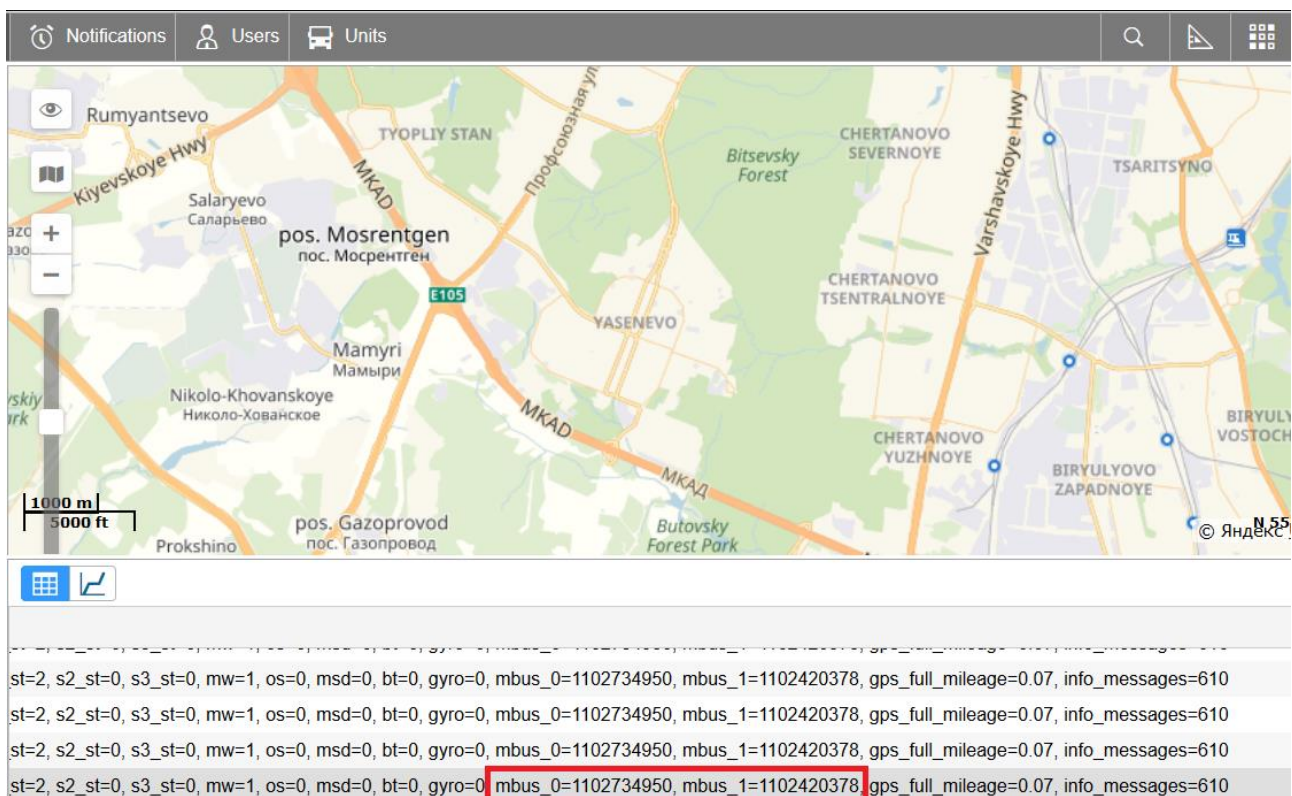 Notifications Users Units
Rumyantsevo
Kiyevskoye Hwy
TYOPLIY STAN
MKAD
Профсоюзная ул
Bitsevsky
Forest
CHERTANOVO
SEVERNOYE
Varshavskoye Hwy
TSARITSYNO
Salaryevo
Саларьево
pos. Mosrentgen
пос. Мосрентген
E105
CHERTANOVO
TSENTRALNOYE
YASENEVO
Mamyri
Мамыри
Nikolo-Khovanskoye
Николо-Хованское
MKAD
МКАД
CHERTANOVO
YUZHNOYE
BIRYULYOVO
ZAPADNOYE
BIRYULY
VOSTOCH
1000 m
5000 ft
pos. Gazoprovod
пос. Газопровод
Prokshino
Butovsky
Forest Park
N 55
© Яндекс
st=2, s2_st=0, s3_st=0, mw=1, os=0, msd=0, bt=0, gyro=0, mbus_0=1102734950, mbus_1=1102420378, gps_full_mileage=0.07, info_messages=610
st=2, s2_st=0, s3_st=0, mw=1, os=0, msd=0, bt=0, gyro=0, mbus_0=1102734950, mbus_1=1102420378, gps_full_mileage=0.07, info_messages=610
st=2, s2_st=0, s3_st=0, mw=1, os=0, msd=0, bt=0, gyro=0, mbus_0=1102734950, mbus_1=1102420378, gps_full_mileage=0.07, info_messages=610
st=2, s2_st=0, s3_st=0, mw=1, os=0, msd=0, bt=0, gyro=0, mbus_0=1102734950, mbus_1=1102420378, gps_full_mileage=0.07, info_messages=610